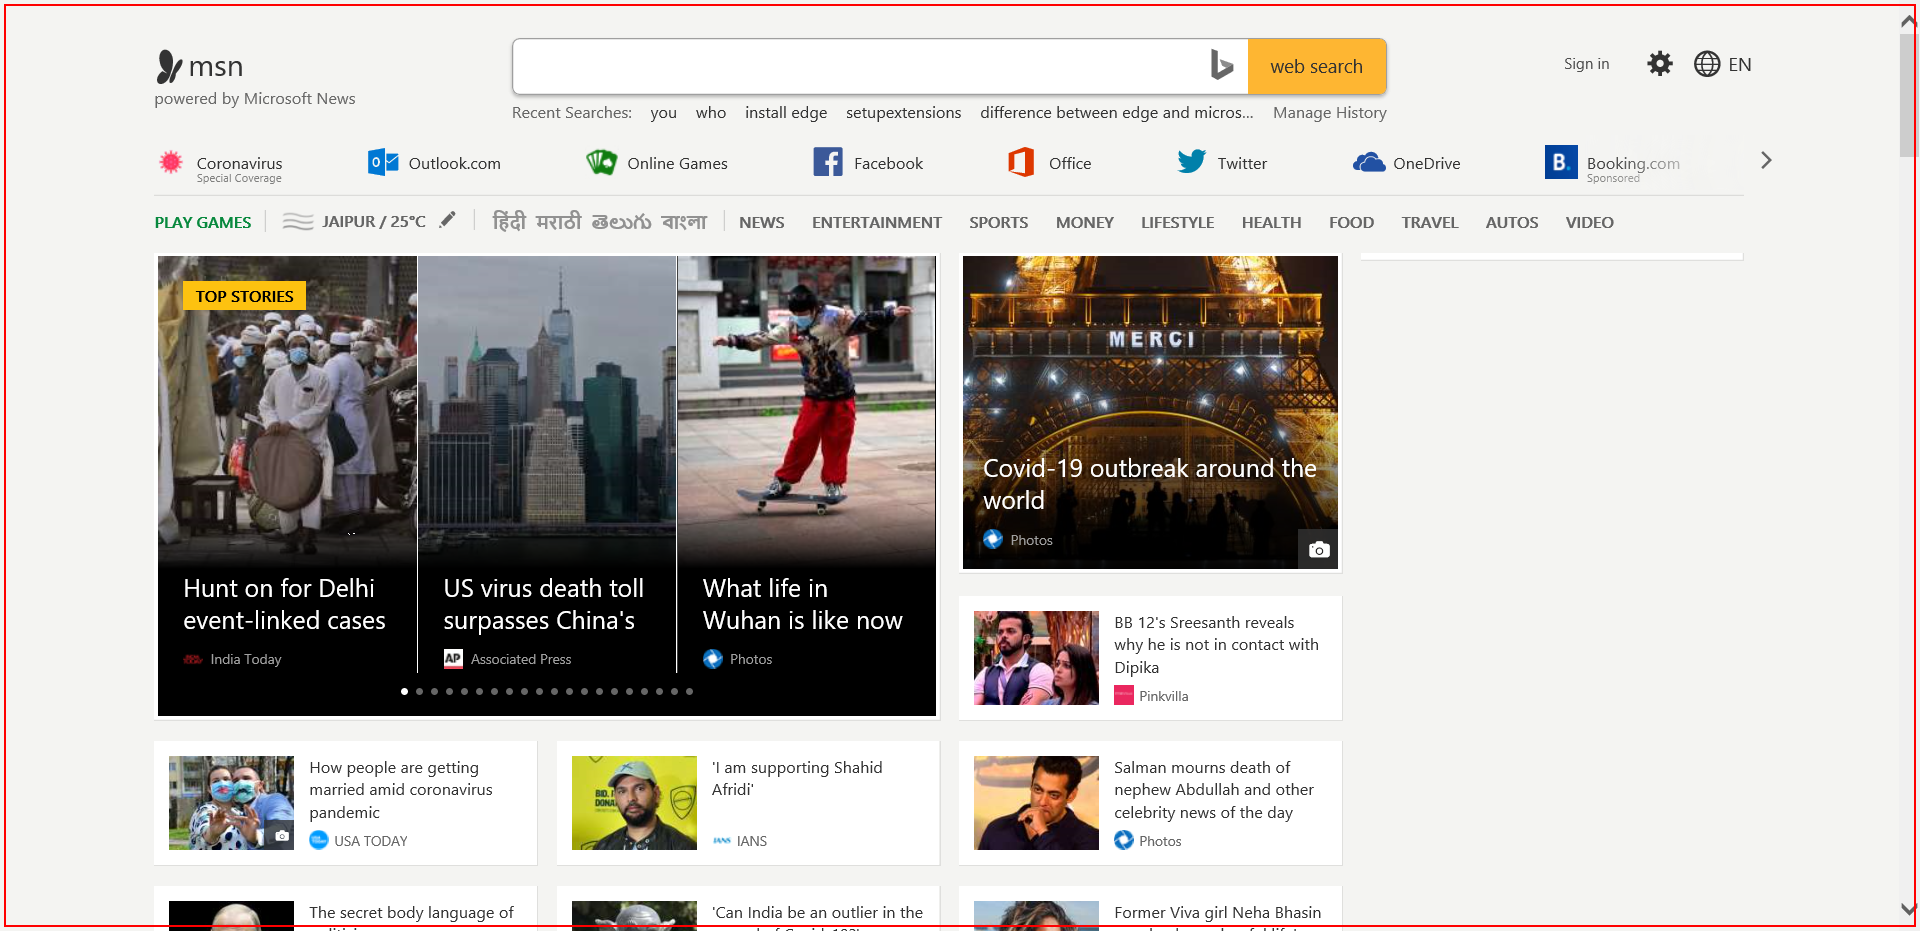 msn
powered by Microsoft News
web search
Sign in
EN
Recent Searches: you who install edge setupextensions difference between edge and micros... Manage History
Coronavirus
Special Coverage
Outlook.com
Online Games
Facebook
Office
Twitter
OneDrive
Booking.com
Sponsored
PLAY GAMES JAIPUR / 25°C हिंदी मराठी తెలుగు বাংলা NEWS ENTERTAINMENT SPORTS MONEY LIFESTYLE HEALTH FOOD TRAVEL AUTOS VIDEO
TOP STORIES
Hunt on for Delhi
event-linked cases
India Today
US virus death toll
surpasses China's
AP Associated Press
What life in
Wuhan is like now
Photos
MERCI
Covid-19 outbreak around the
world
Photos
BB 12's Sreesanth reveals
why he is not in contact with
Dipika
Pinkvilla
How people are getting
married amid coronavirus
pandemic
USA TODAY
'I am supporting Shahid
Afridi'
IANS IANS
Salman mourns death of
nephew Abdullah and other
celebrity news of the day
Photos
The secret body language of
'Can India be an outlier in the
Former Viva girl Neha Bhasin